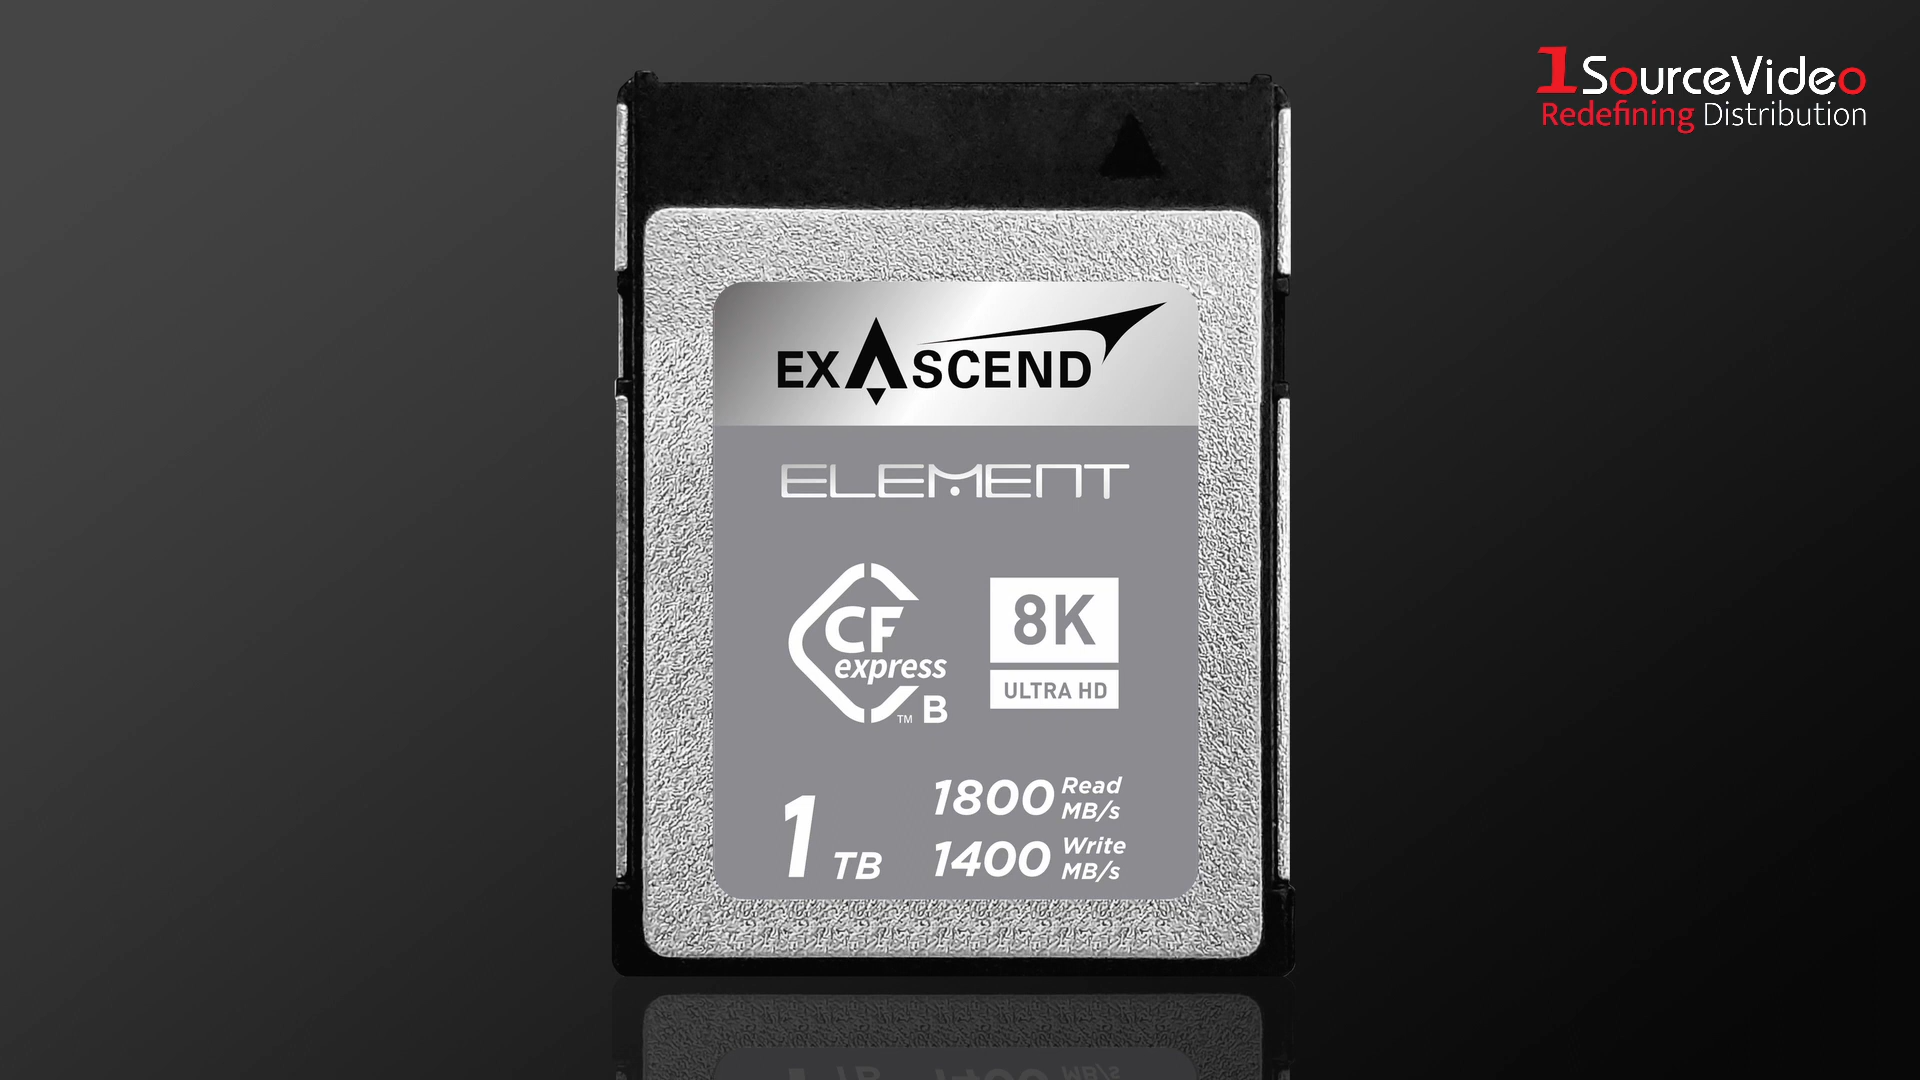 1SourceVideo
Redefining Distribution
EXASCEND
ELEMENT
CF
express
™ B
8K
ULTRA HD
1 TB
1800 Read MB/s
1400 Write MB/s